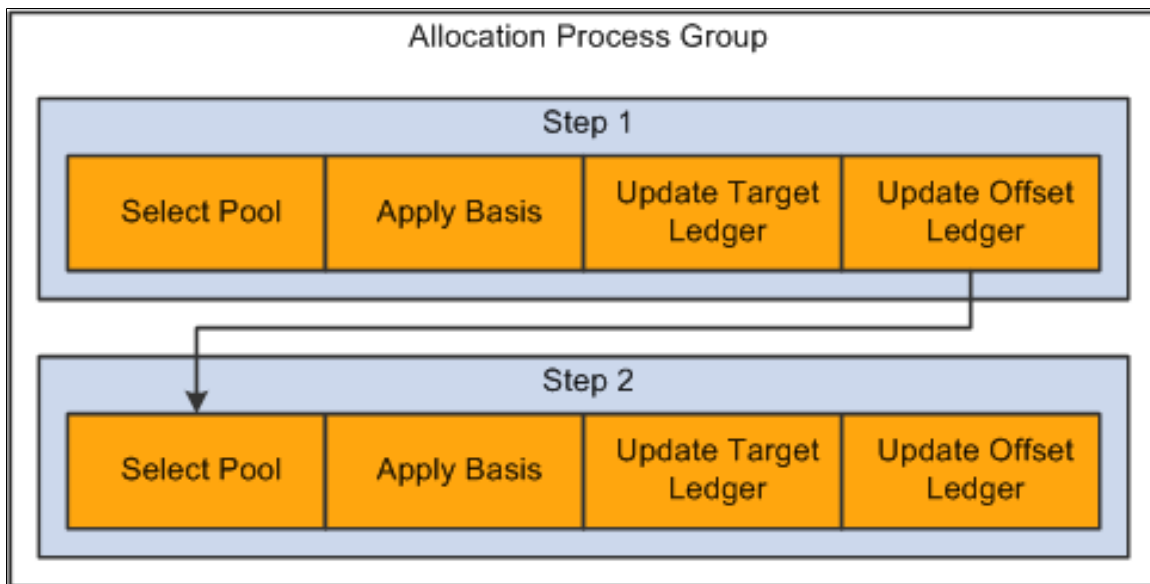 Allocation Process Group
Step 1
Select Pool
Apply Basis
Update Target
Ledger
Update Offset
Ledger
Step 2
Select Pool
Apply Basis
Update Target
Ledger
Update Offset
Ledger